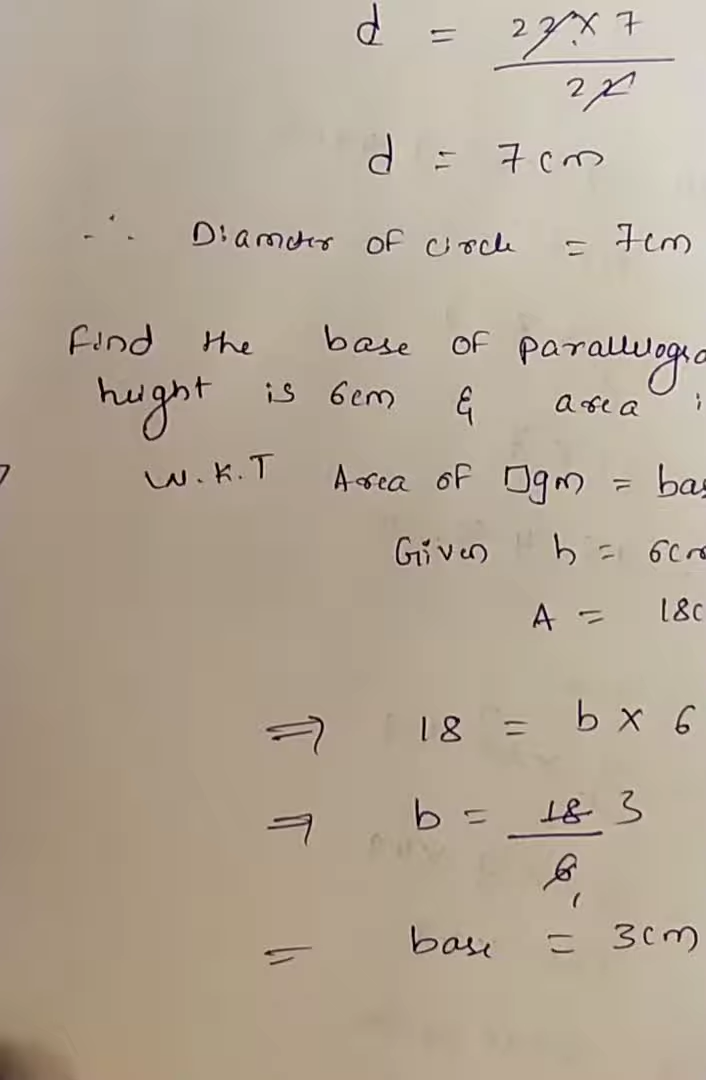 d = 22 × 7
22
d = 7cm
∴ Diameter of circle = 7cm
Find the base of parallelogra
height is 6cm & area i
W.K.T Area of ▱gm = bas
Given h = 6cm
A = 18c
⇒ 18 = b × 6
⇒ b = 18 3
6 1
= base = 3cm